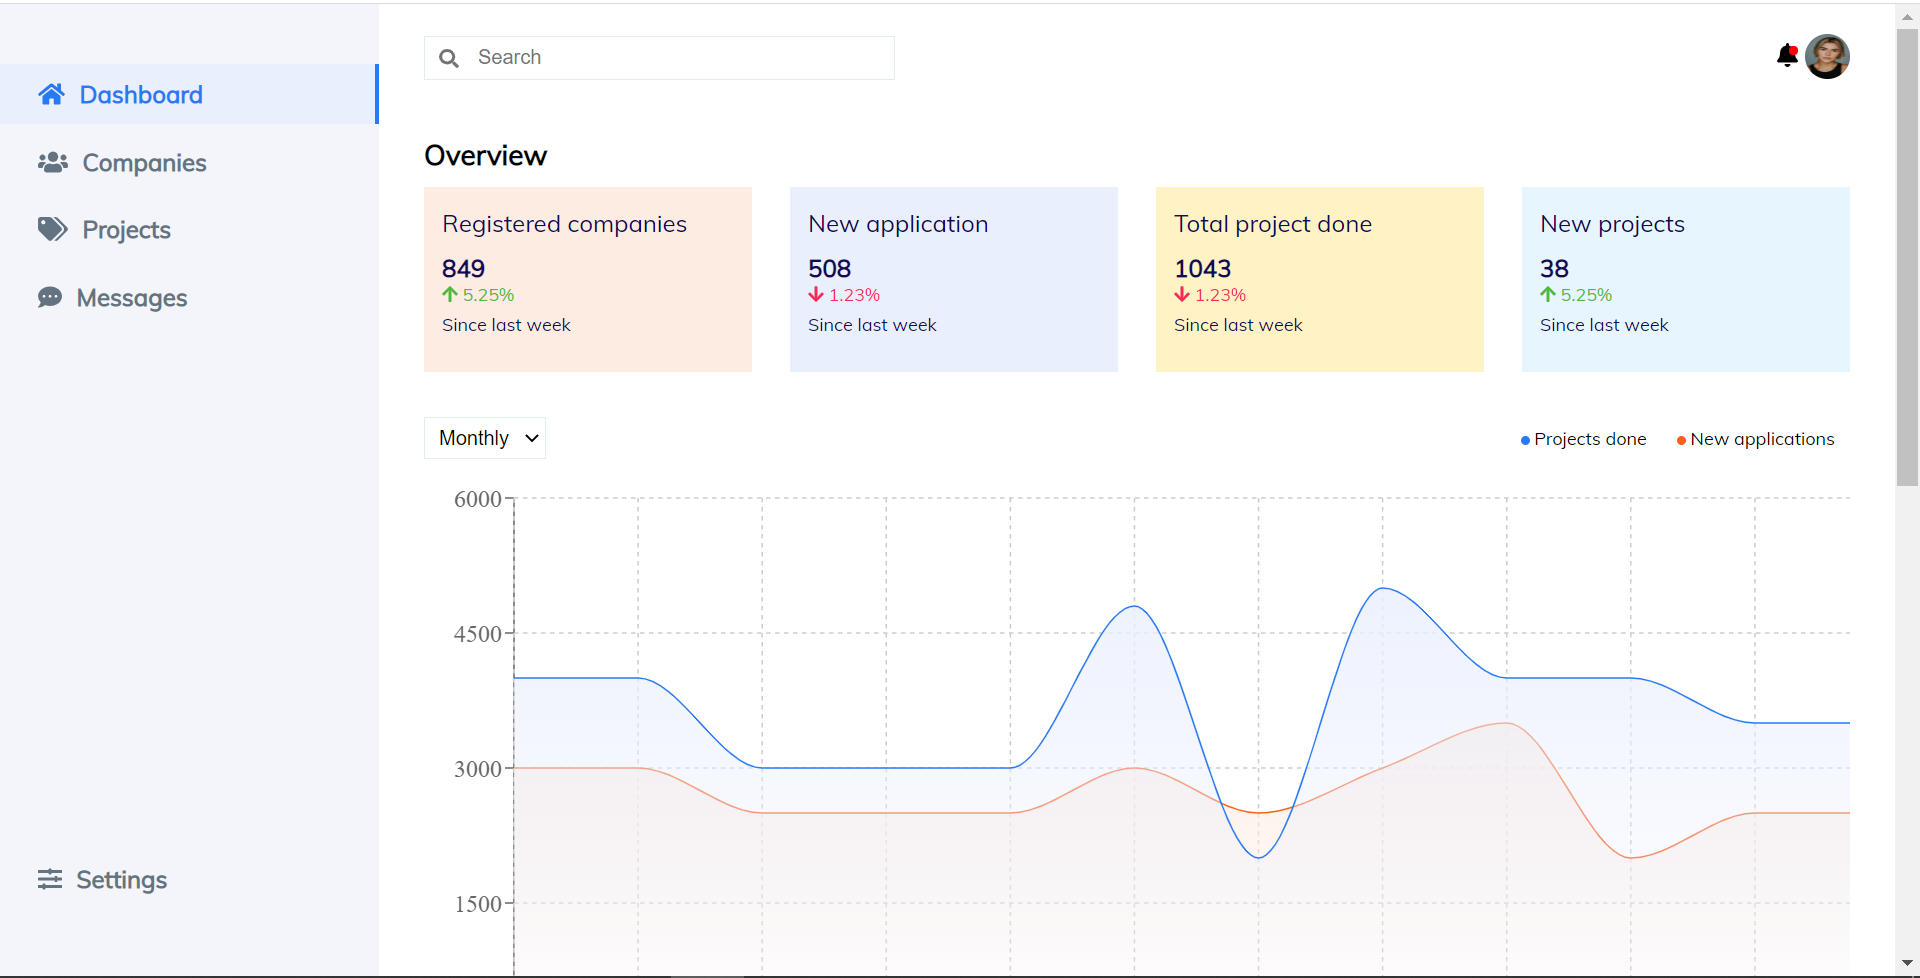 Search
Dashboard
Companies
Projects
Messages
Settings
Overview
Registered companies
849
5.25%
Since last week
New application
508
1.23%
Since last week
Total project done
1043
1.23%
Since last week
New projects
38
5.25%
Since last week
Monthly
Projects done
New applications
6000
4500
3000
1500